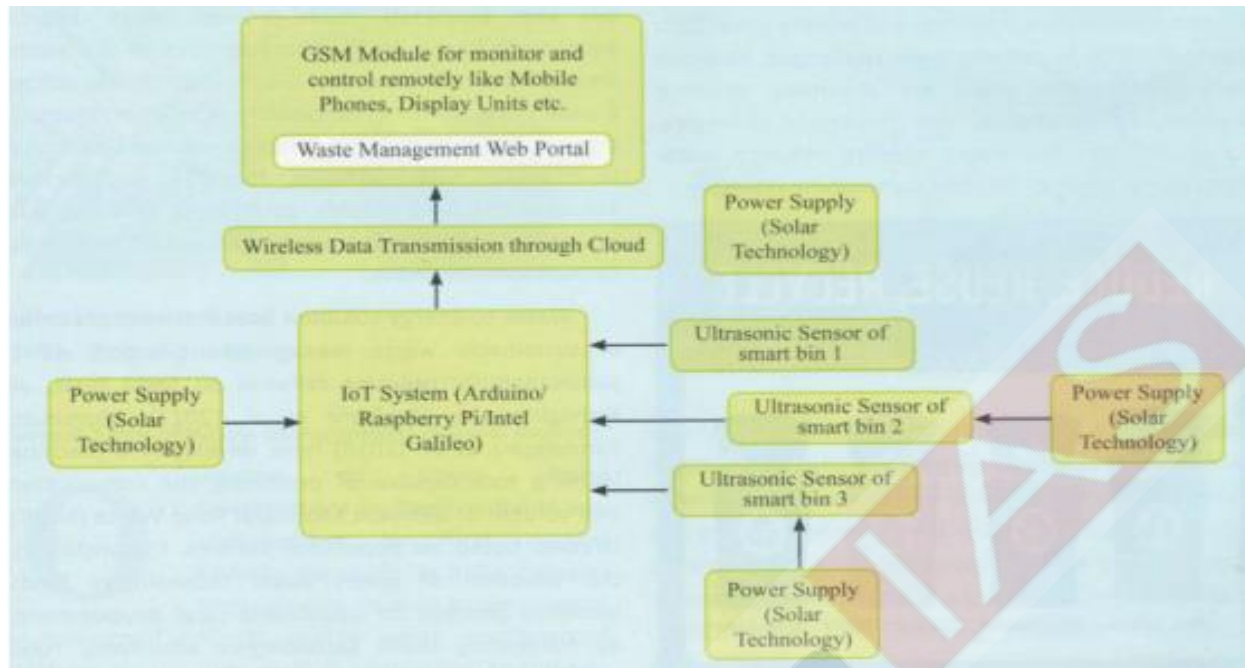 GSM Module for monitor and
control remotely like Mobile
Phones, Display Units etc.
Waste Management Web Portal
Power Supply
(Solar
Technology)
Wireless Data Transmission through Cloud
Ultrasonic Sensor of
smart bin 1
Power Supply
(Solar
Technology)
IoT System (Arduino/
Raspberry Pi/Intel
Galileo)
Ultrasonic Sensor of
smart bin 2
Power Supply
(Solar
Technology)
Ultrasonic Sensor of
smart bin 3
Power Supply
(Solar
Technology)
IAS